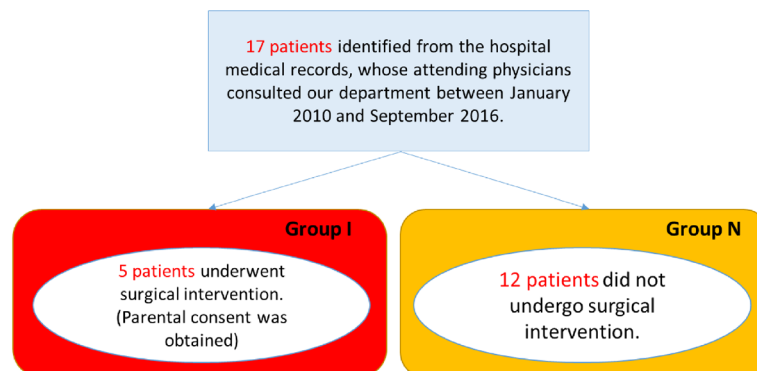 17 patients identified from the hospital
medical records, whose attending physicians
consulted our department between January
2010 and September 2016.
Group I
5 patients underwent
surgical intervention.
(Parental consent was
obtained)
Group N
12 patients did not
undergo surgical
intervention.